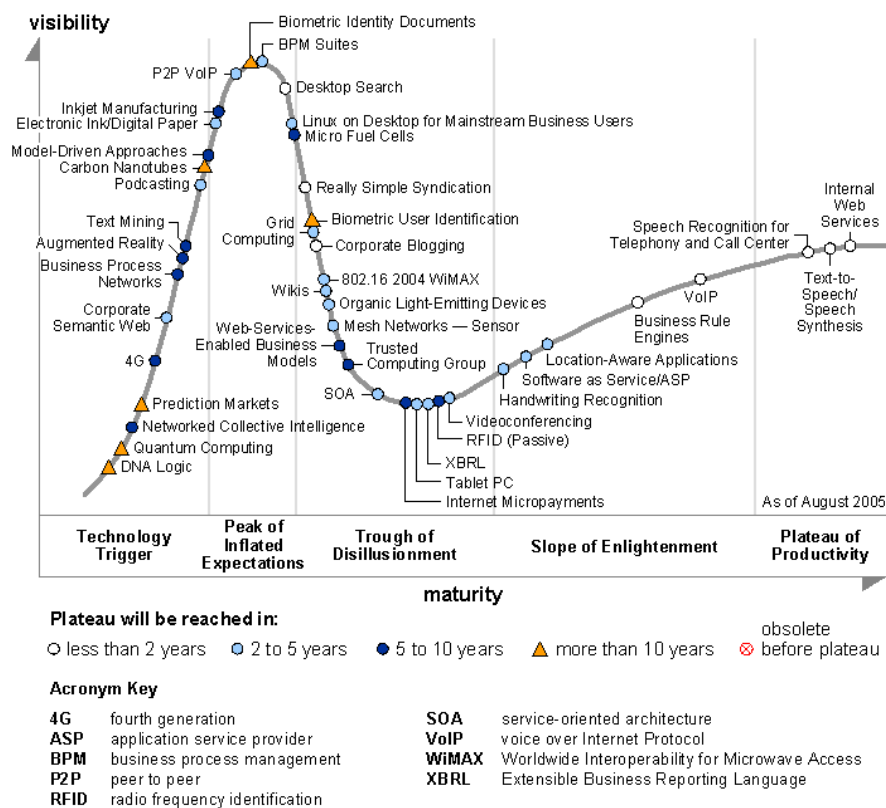 visibility
Biometric Identity Documents
BPM Suites
P2P VoIP
Desktop Search
Inkjet Manufacturing
Electronic Ink/Digital Paper
Linux on Desktop for Mainstream Business Users
Micro Fuel Cells
Model-Driven Approaches
Carbon Nanotubes
Podcasting
Really Simple Syndication
Text Mining
Augmented Reality
Business Process
Networks
Grid
Computing
Biometric User Identification
Corporate Blogging
Speech Recognition for
Telephony and Call Center
Internal
Web
Services
802.16 2004 WiMAX
Wikis
Organic Light-Emitting Devices
VoIP
Text-to-
Speech/
Speech
Synthesis
Corporate
Semantic Web
Mesh Networks — Sensor
Business Rule
Engines
Web-Services-
Enabled Business
Models
Trusted
Computing Group
4G
Location-Aware Applications
Software as Service/ASP
Handwriting Recognition
SOA
Prediction Markets
Networked Collective Intelligence
Quantum Computing
DNA Logic
Videoconferencing
RFID (Passive)
XBRL
Tablet PC
Internet Micropayments
As of August 2005
Technology
Trigger
Peak of
Inflated
Expectations
Trough of
Disillusionment
Slope of Enlightenment
Plateau of
Productivity
maturity
Plateau will be reached in:
less than 2 years
2 to 5 years
5 to 10 years
more than 10 years
obsolete
before plateau
Acronym Key
4G fourth generation
ASP application service provider
BPM business process management
P2P peer to peer
RFID radio frequency identification
SOA service-oriented architecture
VoIP voice over Internet Protocol
WiMAX Worldwide Interoperability for Microwave Access
XBRL Extensible Business Reporting Language